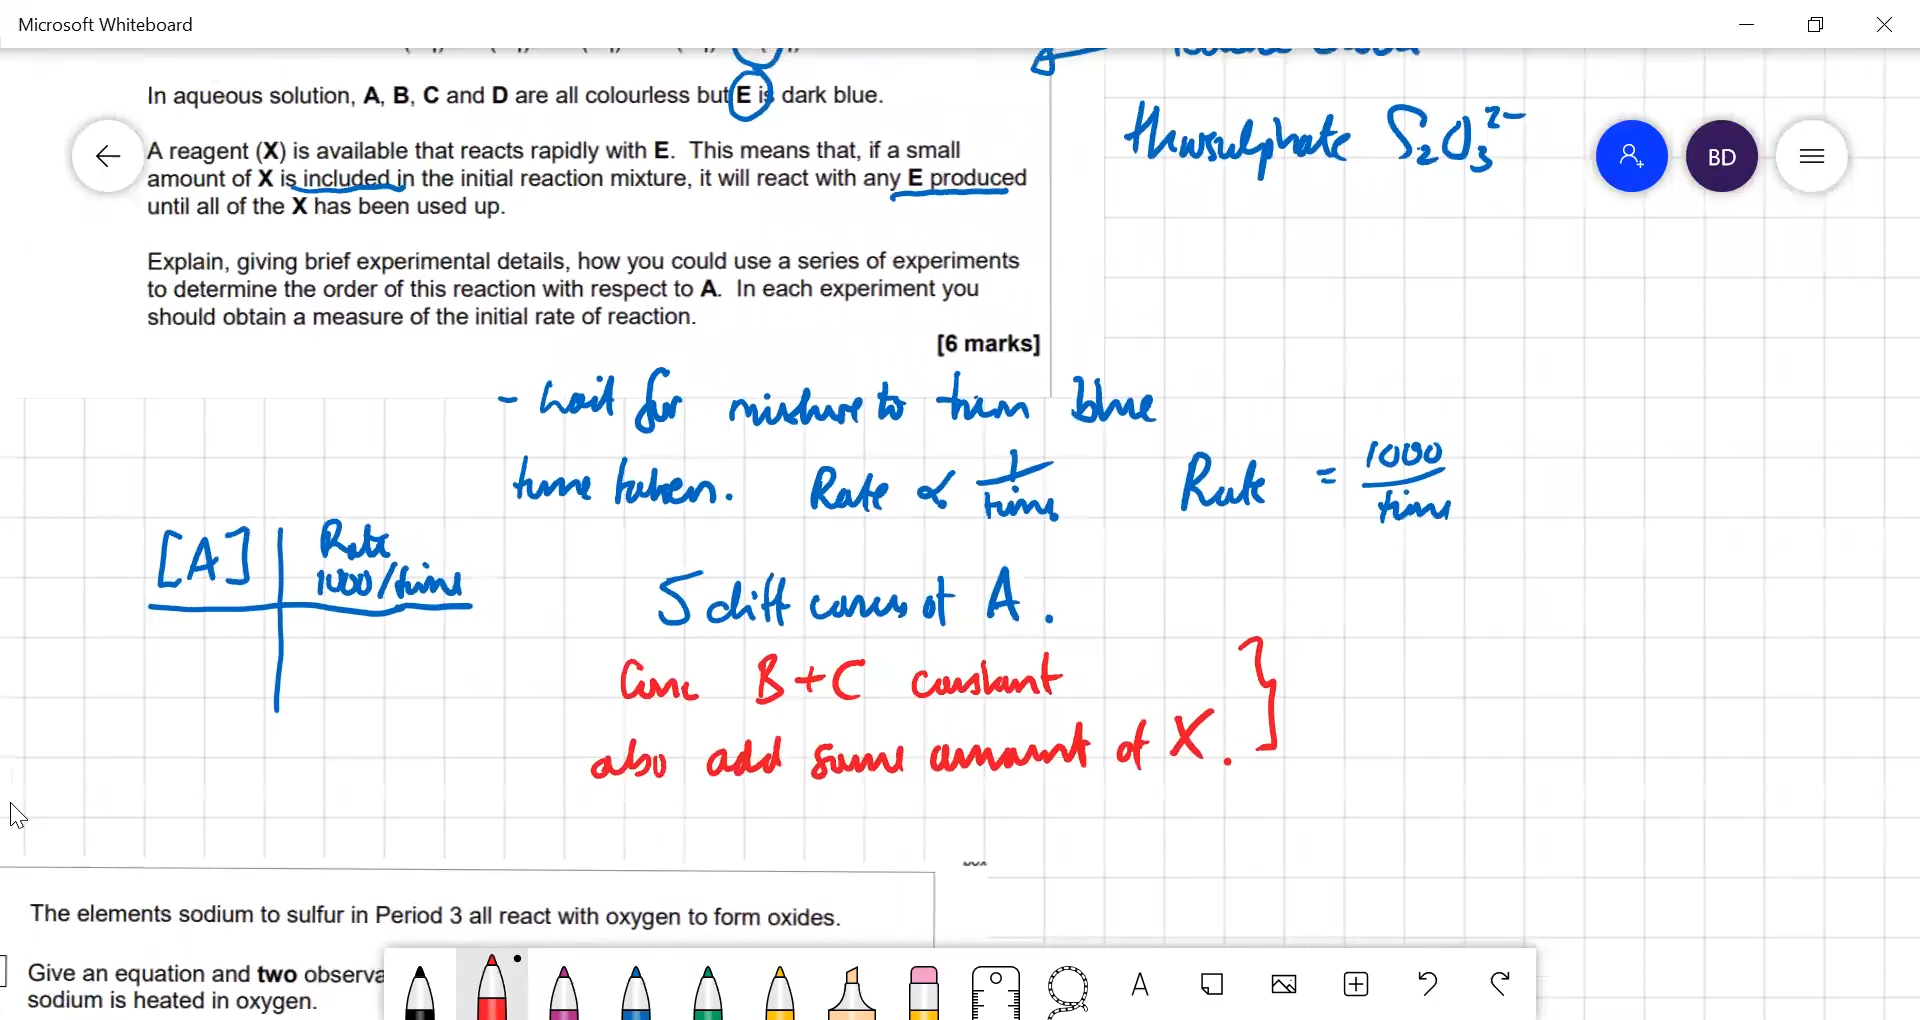 Microsoft Whiteboard
In aqueous solution, A, B, C and D are all colourless but E is dark blue.
A reagent (X) is available that reacts rapidly with E. This means that, if a small
amount of X is included in the initial reaction mixture, it will react with any E produced
until all of the X has been used up.
Explain, giving brief experimental details, how you could use a series of experiments
to determine the order of this reaction with respect to A. In each experiment you
should obtain a measure of the initial rate of reaction.
[6 marks]
thiosulphate S₂O₃²⁻
BD
- wait for mixture to turn blue
time taken. Rate ∝ 1/time Rate = 1000/time
[A] Rate
1000/time
5 diff concs of A.
Conc B + C constant
also add same amount of X.
box
The elements sodium to sulfur in Period 3 all react with oxygen to form oxides.
Give an equation and two observa
sodium is heated in oxygen.
A